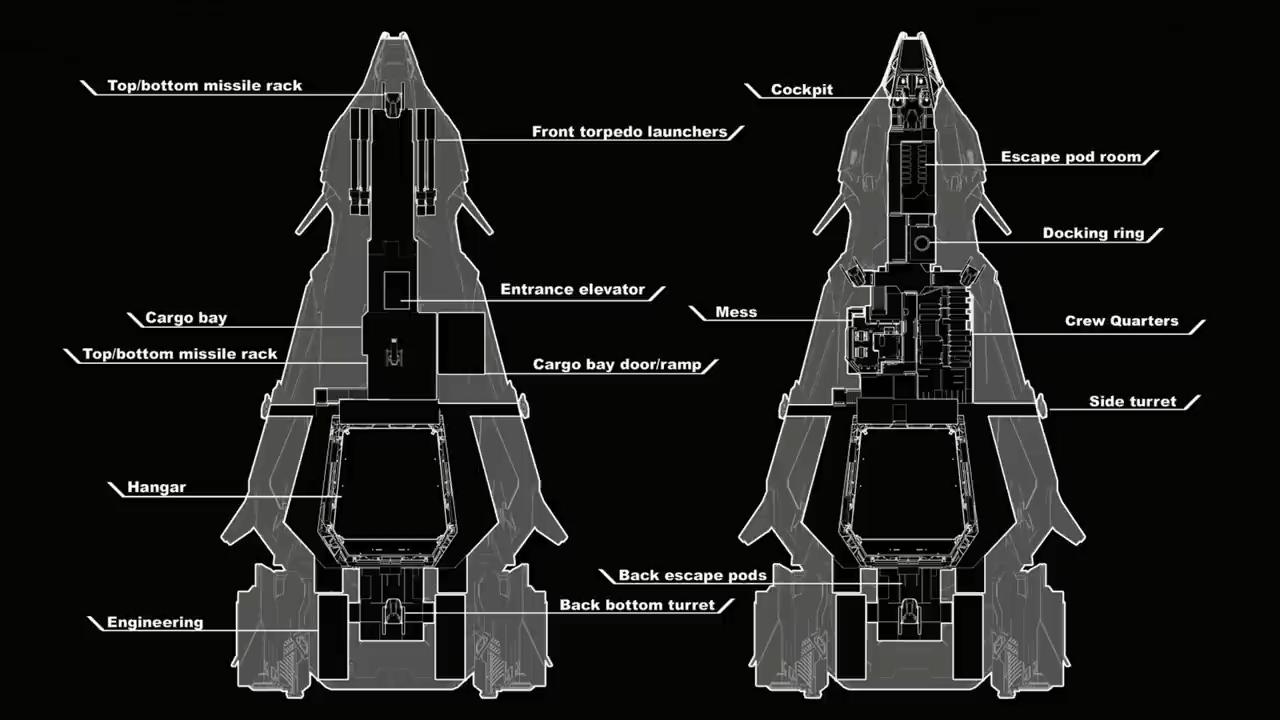 Top/bottom missile rack
Front torpedo launchers
Entrance elevator
Cargo bay
Top/bottom missile rack
Cargo bay door/ramp
Hangar
Back bottom turret
Engineering
Cockpit
Escape pod room
Docking ring
Mess
Crew Quarters
Side turret
Back escape pods